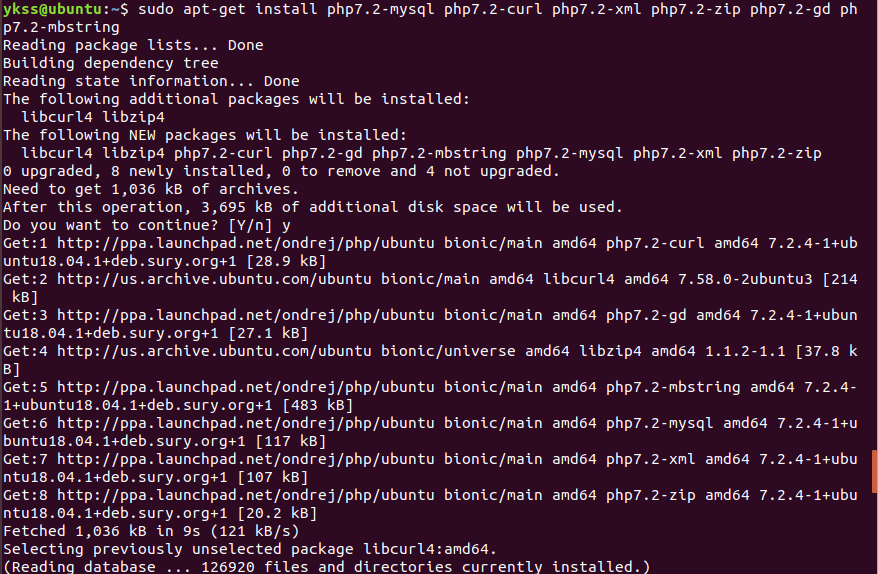 ykss@ubuntu:~$ sudo apt-get install php7.2-mysql php7.2-curl php7.2-xml php7.2-zip php7.2-gd ph
p7.2-mbstring
Reading package lists... Done
Building dependency tree
Reading state information... Done
The following additional packages will be installed:
  libcurl4 libzip4
The following NEW packages will be installed:
  libcurl4 libzip4 php7.2-curl php7.2-gd php7.2-mbstring php7.2-mysql php7.2-xml php7.2-zip
0 upgraded, 8 newly installed, 0 to remove and 4 not upgraded.
Need to get 1,036 kB of archives.
After this operation, 3,695 kB of additional disk space will be used.
Do you want to continue? [Y/n] y
Get:1 http://ppa.launchpad.net/ondrej/php/ubuntu bionic/main amd64 php7.2-curl amd64 7.2.4-1+ub
untu18.04.1+deb.sury.org+1 [28.9 kB]
Get:2 http://us.archive.ubuntu.com/ubuntu bionic/main amd64 libcurl4 amd64 7.58.0-2ubuntu3 [214
 kB]
Get:3 http://ppa.launchpad.net/ondrej/php/ubuntu bionic/main amd64 php7.2-gd amd64 7.2.4-1+ubun
tu18.04.1+deb.sury.org+1 [27.1 kB]
Get:4 http://us.archive.ubuntu.com/ubuntu bionic/universe amd64 libzip4 amd64 1.1.2-1.1 [37.8 k
B]
Get:5 http://ppa.launchpad.net/ondrej/php/ubuntu bionic/main amd64 php7.2-mbstring amd64 7.2.4-
1+ubuntu18.04.1+deb.sury.org+1 [483 kB]
Get:6 http://ppa.launchpad.net/ondrej/php/ubuntu bionic/main amd64 php7.2-mysql amd64 7.2.4-1+u
buntu18.04.1+deb.sury.org+1 [117 kB]
Get:7 http://ppa.launchpad.net/ondrej/php/ubuntu bionic/main amd64 php7.2-xml amd64 7.2.4-1+ubu
ntu18.04.1+deb.sury.org+1 [107 kB]
Get:8 http://ppa.launchpad.net/ondrej/php/ubuntu bionic/main amd64 php7.2-zip amd64 7.2.4-1+ubu
ntu18.04.1+deb.sury.org+1 [20.2 kB]
Fetched 1,036 kB in 9s (121 kB/s)
Selecting previously unselected package libcurl4:amd64.
(Reading database ... 126920 files and directories currently installed.)